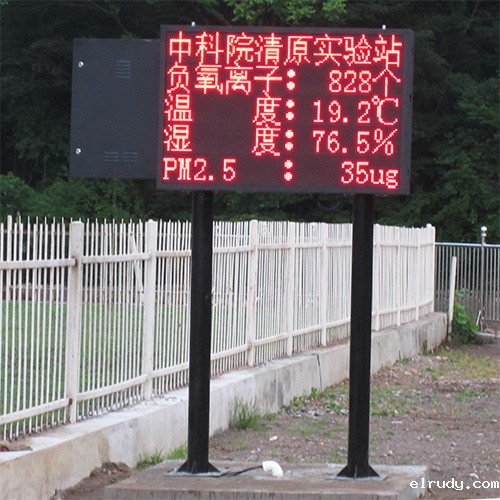 中科院清原实验站
负氧离子：828个
温度：19.2℃
湿度：76.5%
PM2.5：35ug
elrudy.com